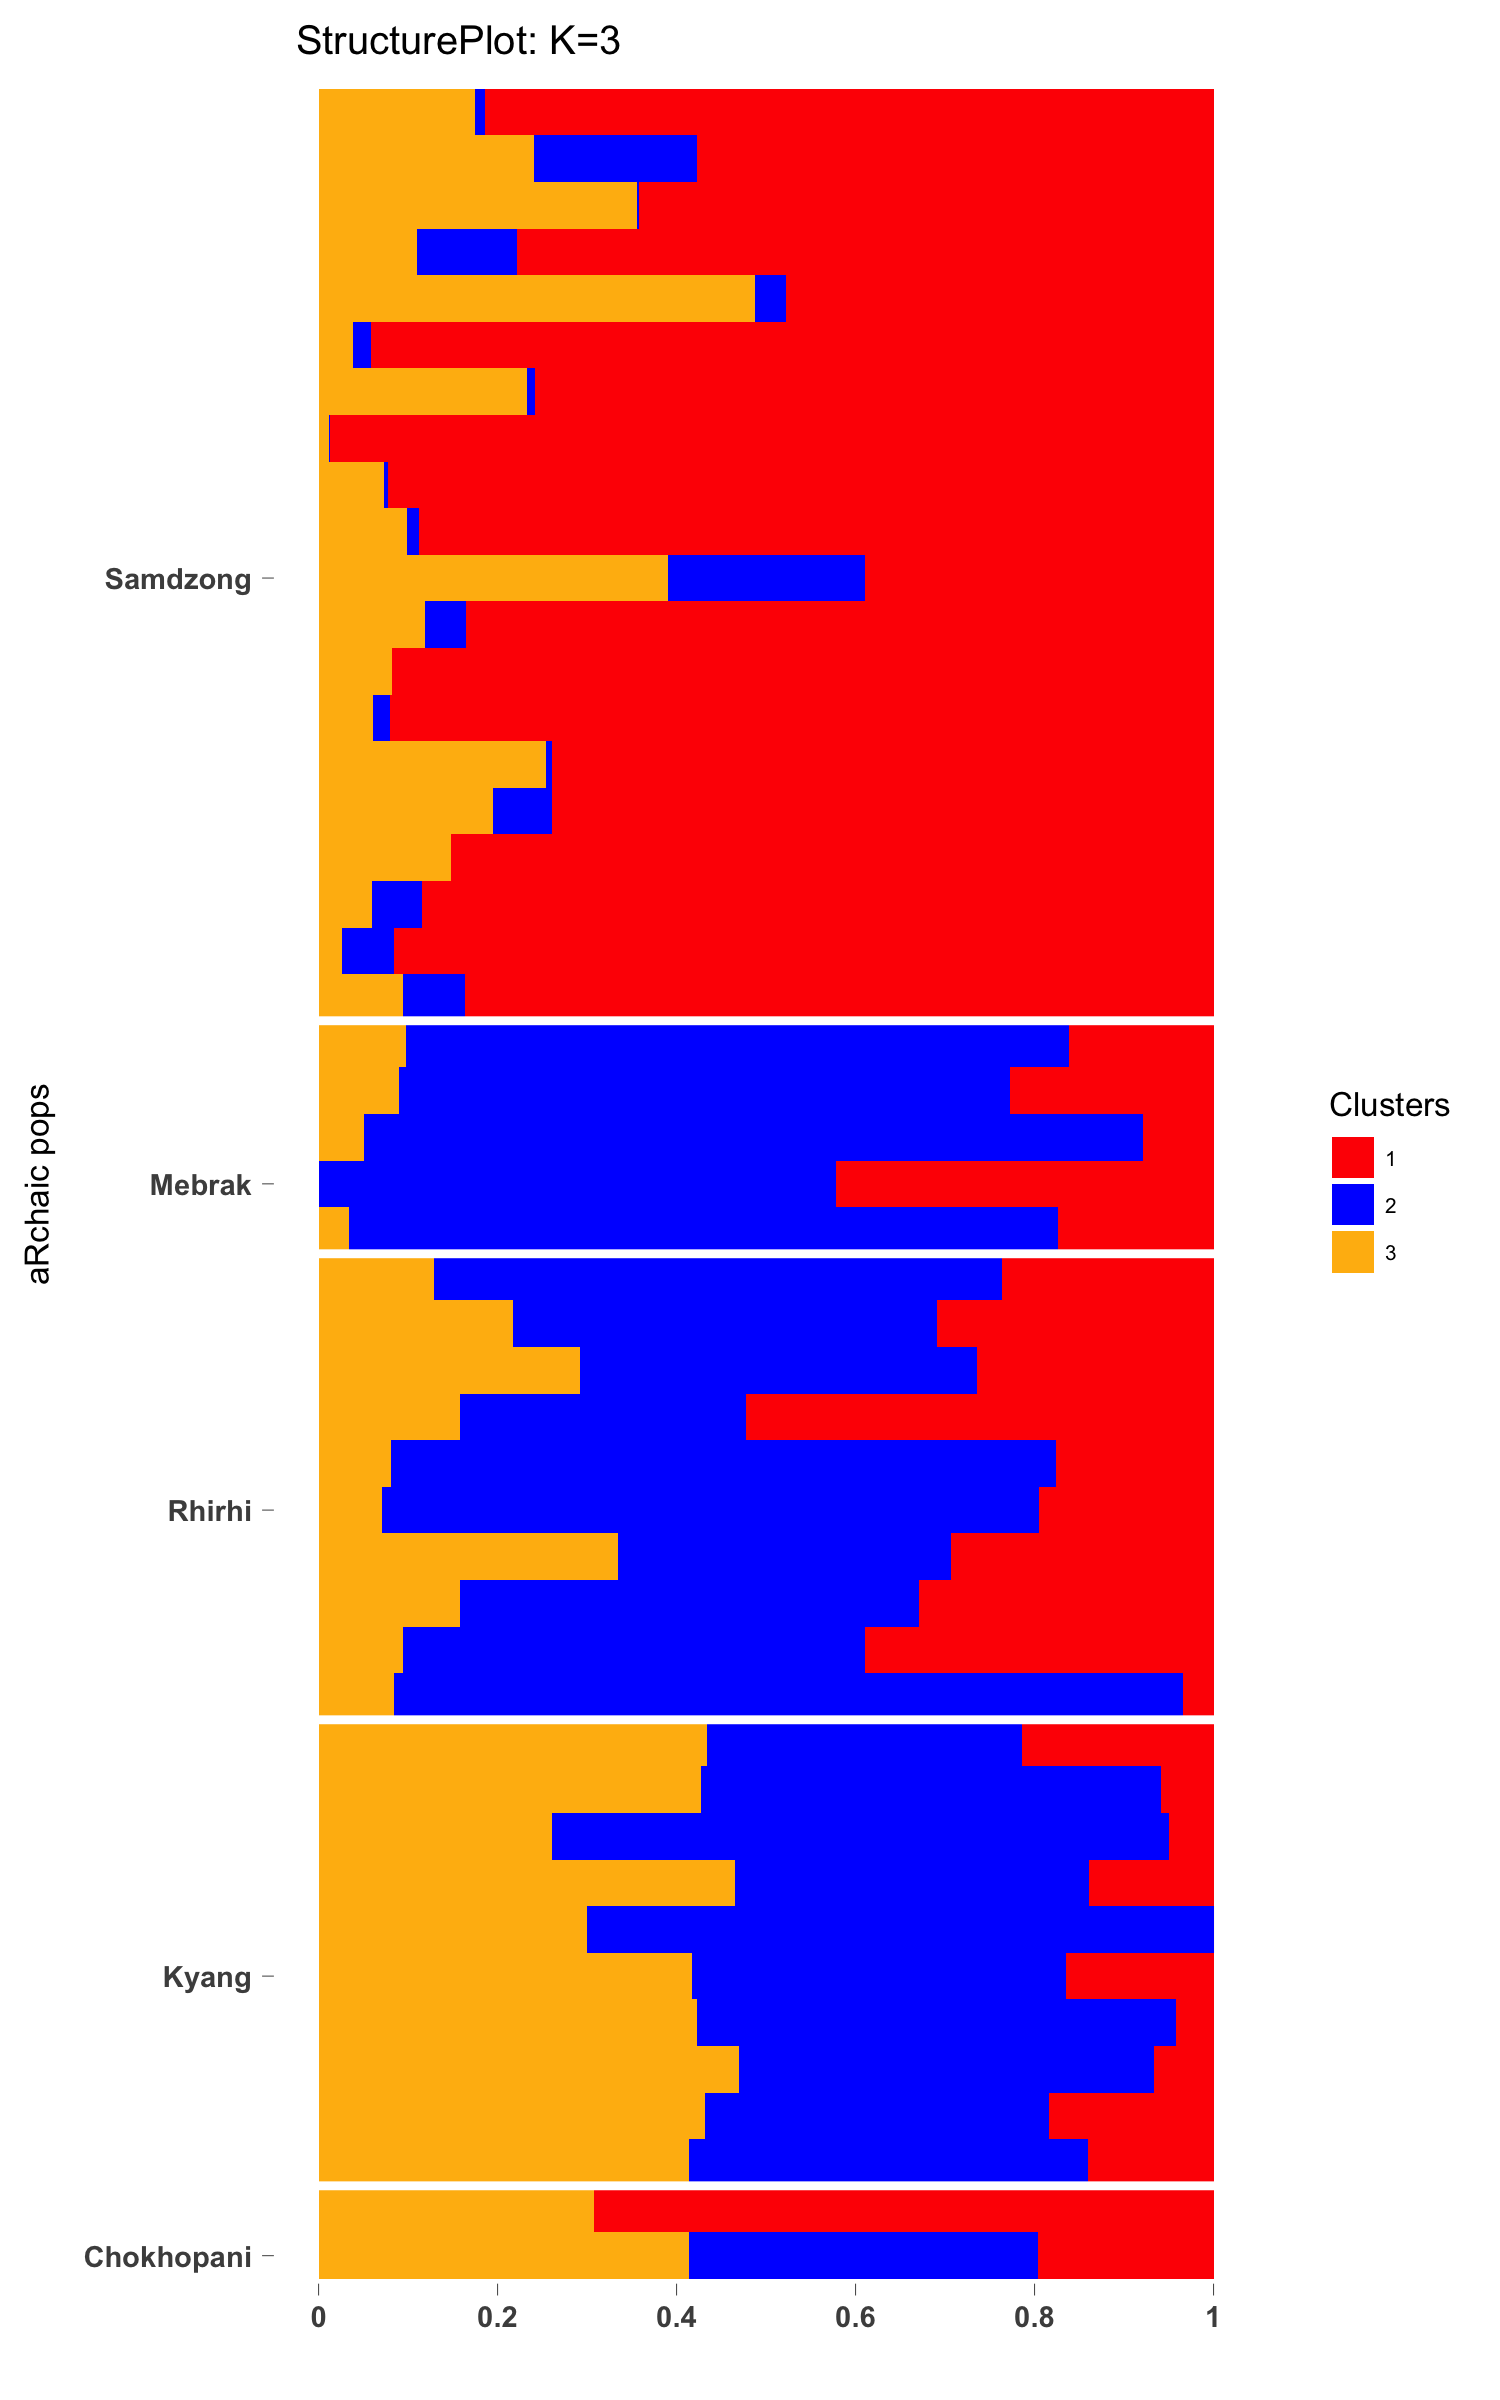 StructurePlot: K=3
Samdzong
Mebrak
Rhirhi
Kyang
Chokhopani
aRchaic pops
0 0.2 0.4 0.6 0.8 1
Clusters
1
2
3